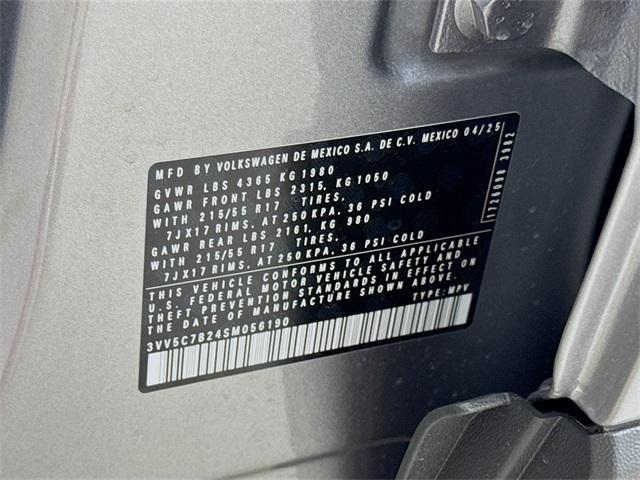 MFD BY VOLKSWAGEN DE MEXICO S.A. DE C.V. MEXICO 04/25
GVWR LBS 4365 KG 1980
GAWR FRONT LBS 2315, KG 1050
WITH 215/55 R17 TIRES,
7JX17 RIMS, AT 250 KPA, 36 PSI COLD
GAWR REAR LBS 2161, KG 980
WITH 215/55 R17 TIRES,
7JX17 RIMS, AT 250 KPA, 36 PSI COLD
THIS VEHICLE CONFORMS TO ALL APPLICABLE
U.S. FEDERAL MOTOR VEHICLE SAFETY AND
THEFT PREVENTION STANDARDS IN EFFECT ON
THE DATE OF MANUFACTURE SHOWN ABOVE.
3VV5C7B24SM056190 TYPE: MPV